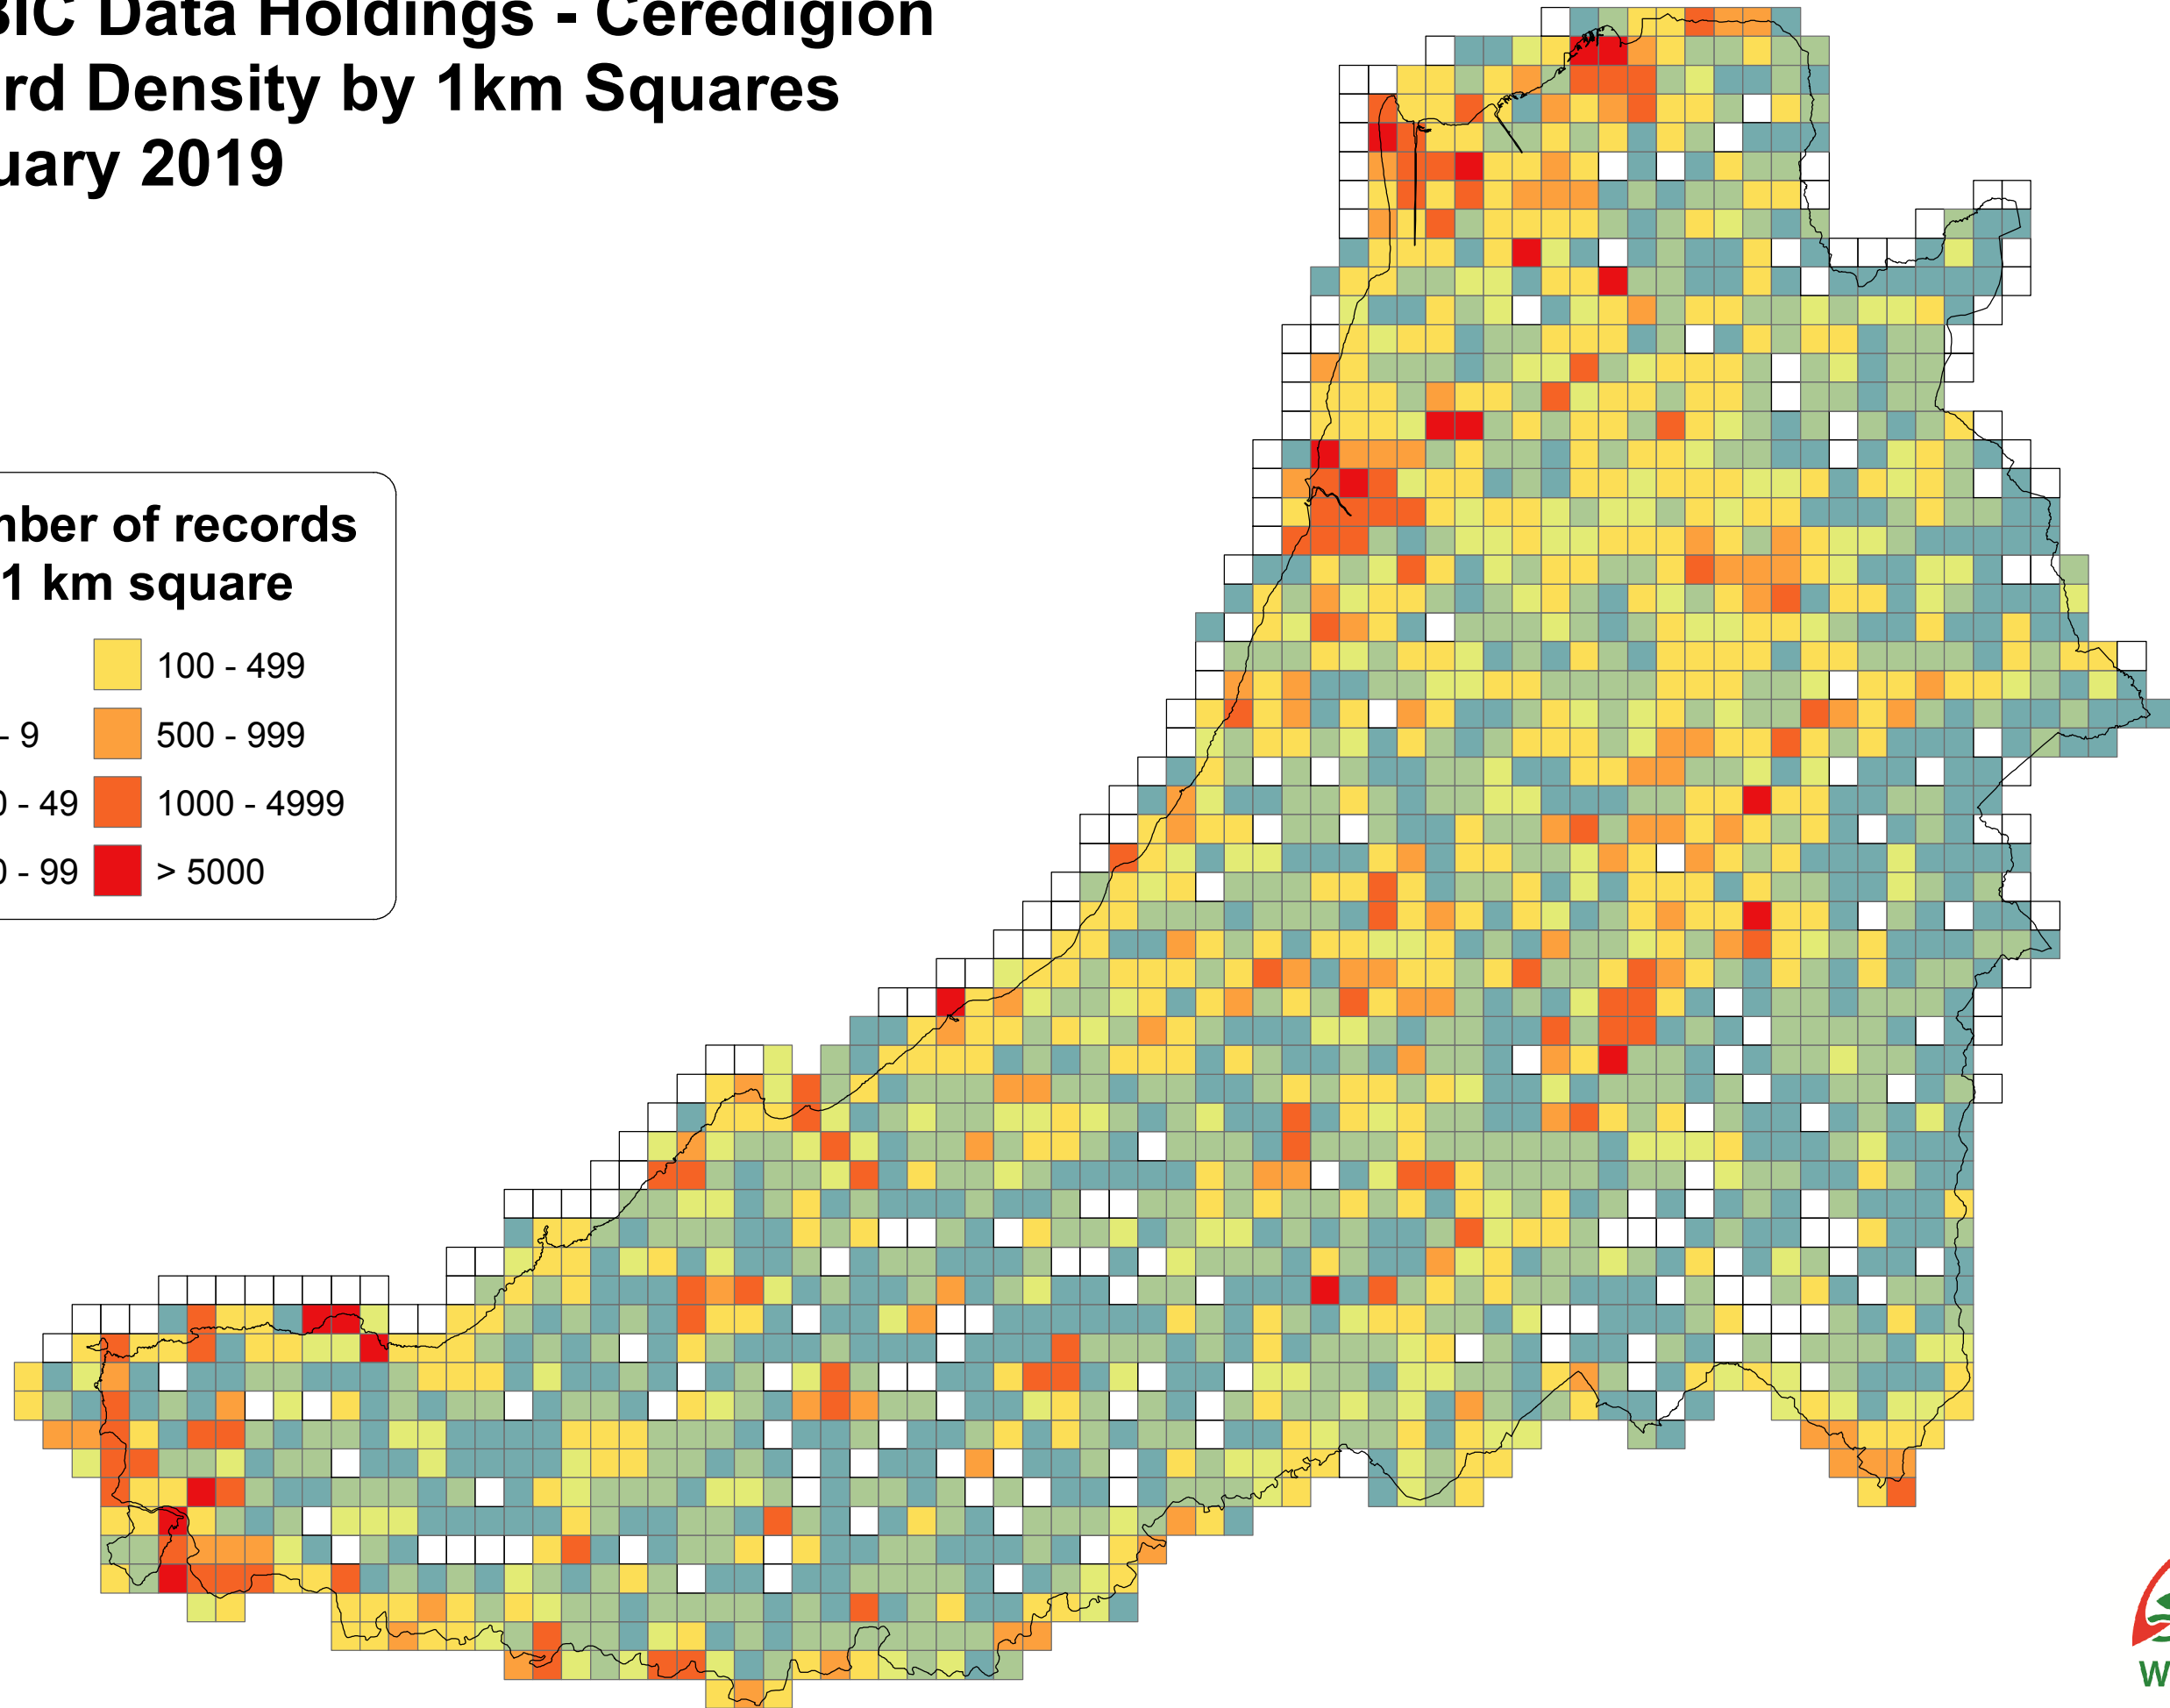 BIC Data Holdings - Ceredigion
rd Density by 1km Squares
uary 2019
mber of records
1 km square
100 - 499
- 9 500 - 999
0 - 49 1000 - 4999
0 - 99 > 5000
W